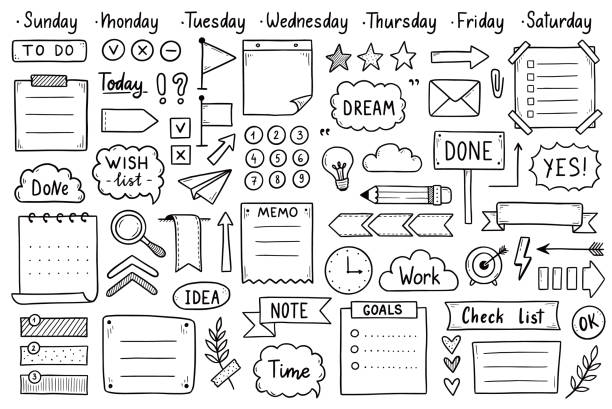 ·Sunday ·Monday ·Tuesday ·Wednesday ·Thursday ·Friday ·Saturday
TO DO
Today
!?
DREAM
"
"
1 2 3
4 5 6
7 8 9
WISH
-list-
DONE
YES!
DoNe
MEMO
IDEA
Work
NOTE
GOALS
Check List
OK
1
2
3
Time